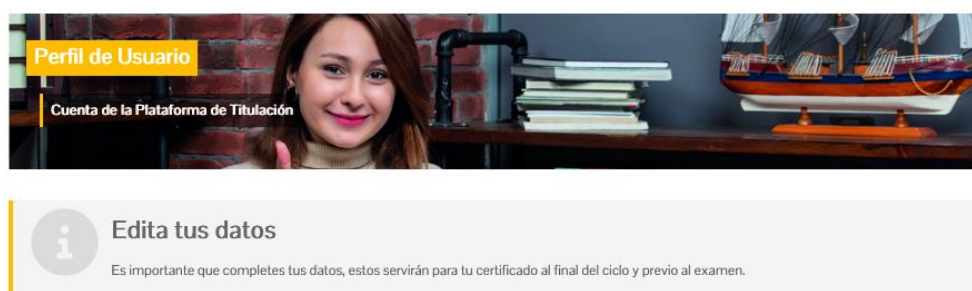 Perfil de Usuario
Cuenta de la Plataforma de Titulación
Edita tus datos
Es importante que completes tus datos, estos servirán para tu certificado al final del ciclo y previo al examen.